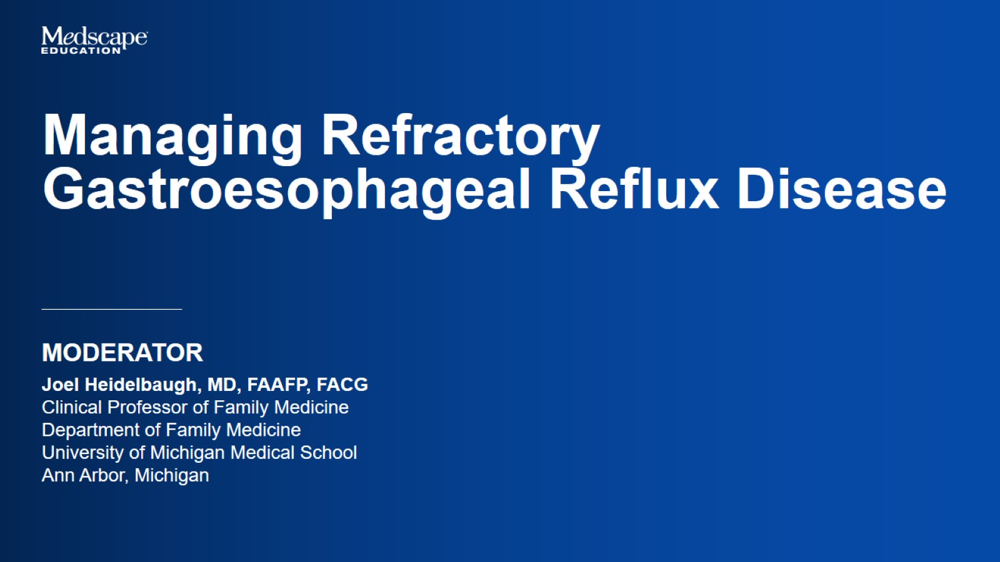 Medscape
EDUCATION
Managing Refractory
Gastroesophageal Reflux Disease
MODERATOR
Joel Heidelbaugh, MD, FAAFP, FACG
Clinical Professor of Family Medicine
Department of Family Medicine
University of Michigan Medical School
Ann Arbor, Michigan